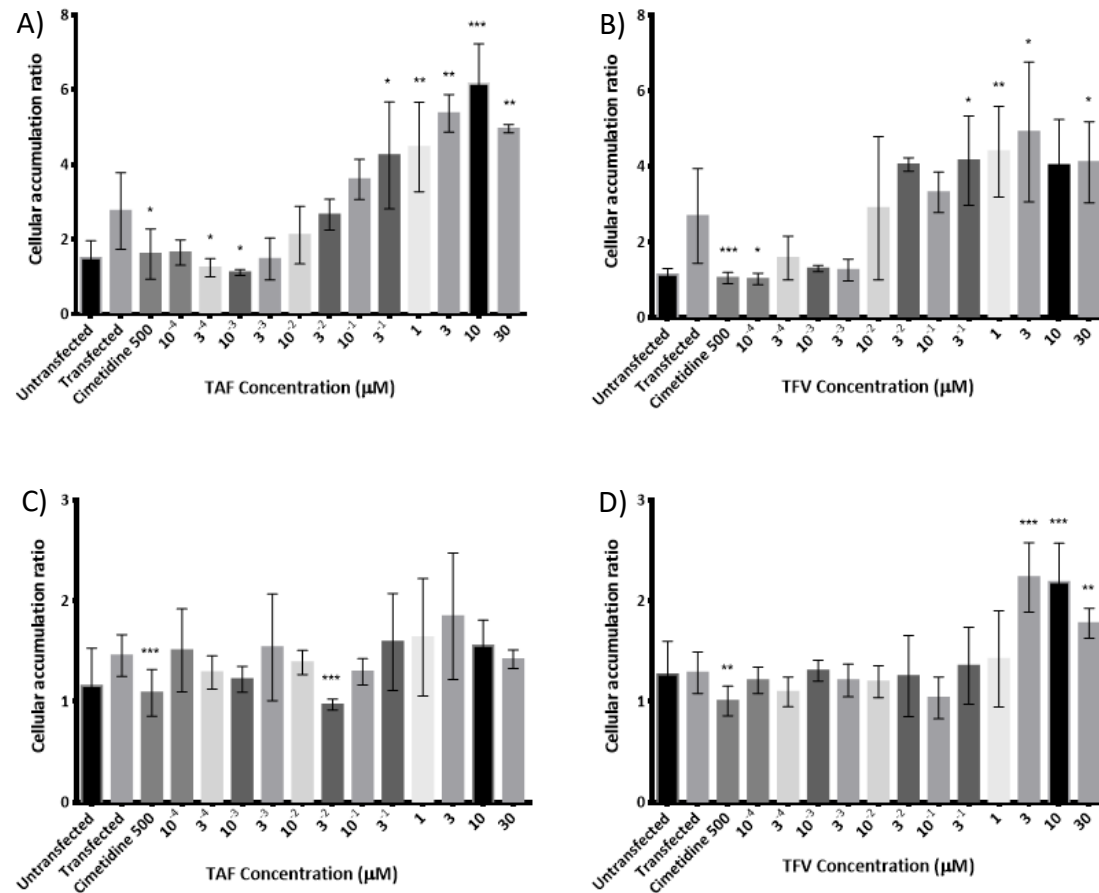 A)
Cellular accumulation ratio
8
6
4
2
0
* * * * ** ** *** **
Untransfected Transfected Cimetidine 500 10⁻⁴ 3⁻⁴ 10⁻³ 3⁻³ 10⁻² 3⁻² 10⁻¹ 3⁻¹ 1 3 10 30
TAF Concentration (µM)
B)
Cellular accumulation ratio
8
6
4
2
0
*** * * ** * *
Untransfected Transfected Cimetidine 500 10⁻⁴ 3⁻⁴ 10⁻³ 3⁻³ 10⁻² 3⁻² 10⁻¹ 3⁻¹ 1 3 10 30
TFV Concentration (µM)
C)
Cellular accumulation ratio
3
2
1
0
*** ***
Untransfected Transfected Cimetidine 500 10⁻⁴ 3⁻⁴ 10⁻³ 3⁻³ 10⁻² 3⁻² 10⁻¹ 3⁻¹ 1 3 10 30
TAF Concentration (µM)
D)
Cellular accumulation ratio
3
2
1
0
** *** *** **
Untransfected Transfected Cimetidine 500 10⁻⁴ 3⁻⁴ 10⁻³ 3⁻³ 10⁻² 3⁻² 10⁻¹ 3⁻¹ 1 3 10 30
TFV Concentration (µM)